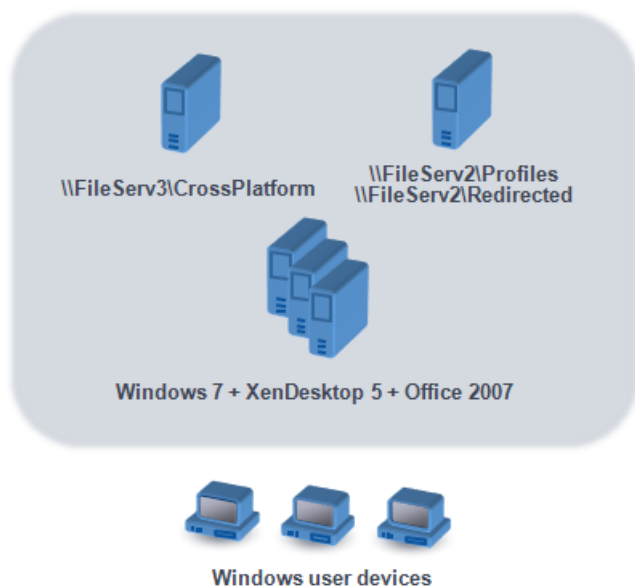 \\FileServ3\CrossPlatform
\\FileServ2\Profiles
\\FileServ2\Redirected
Windows 7 + XenDesktop 5 + Office 2007
Windows user devices